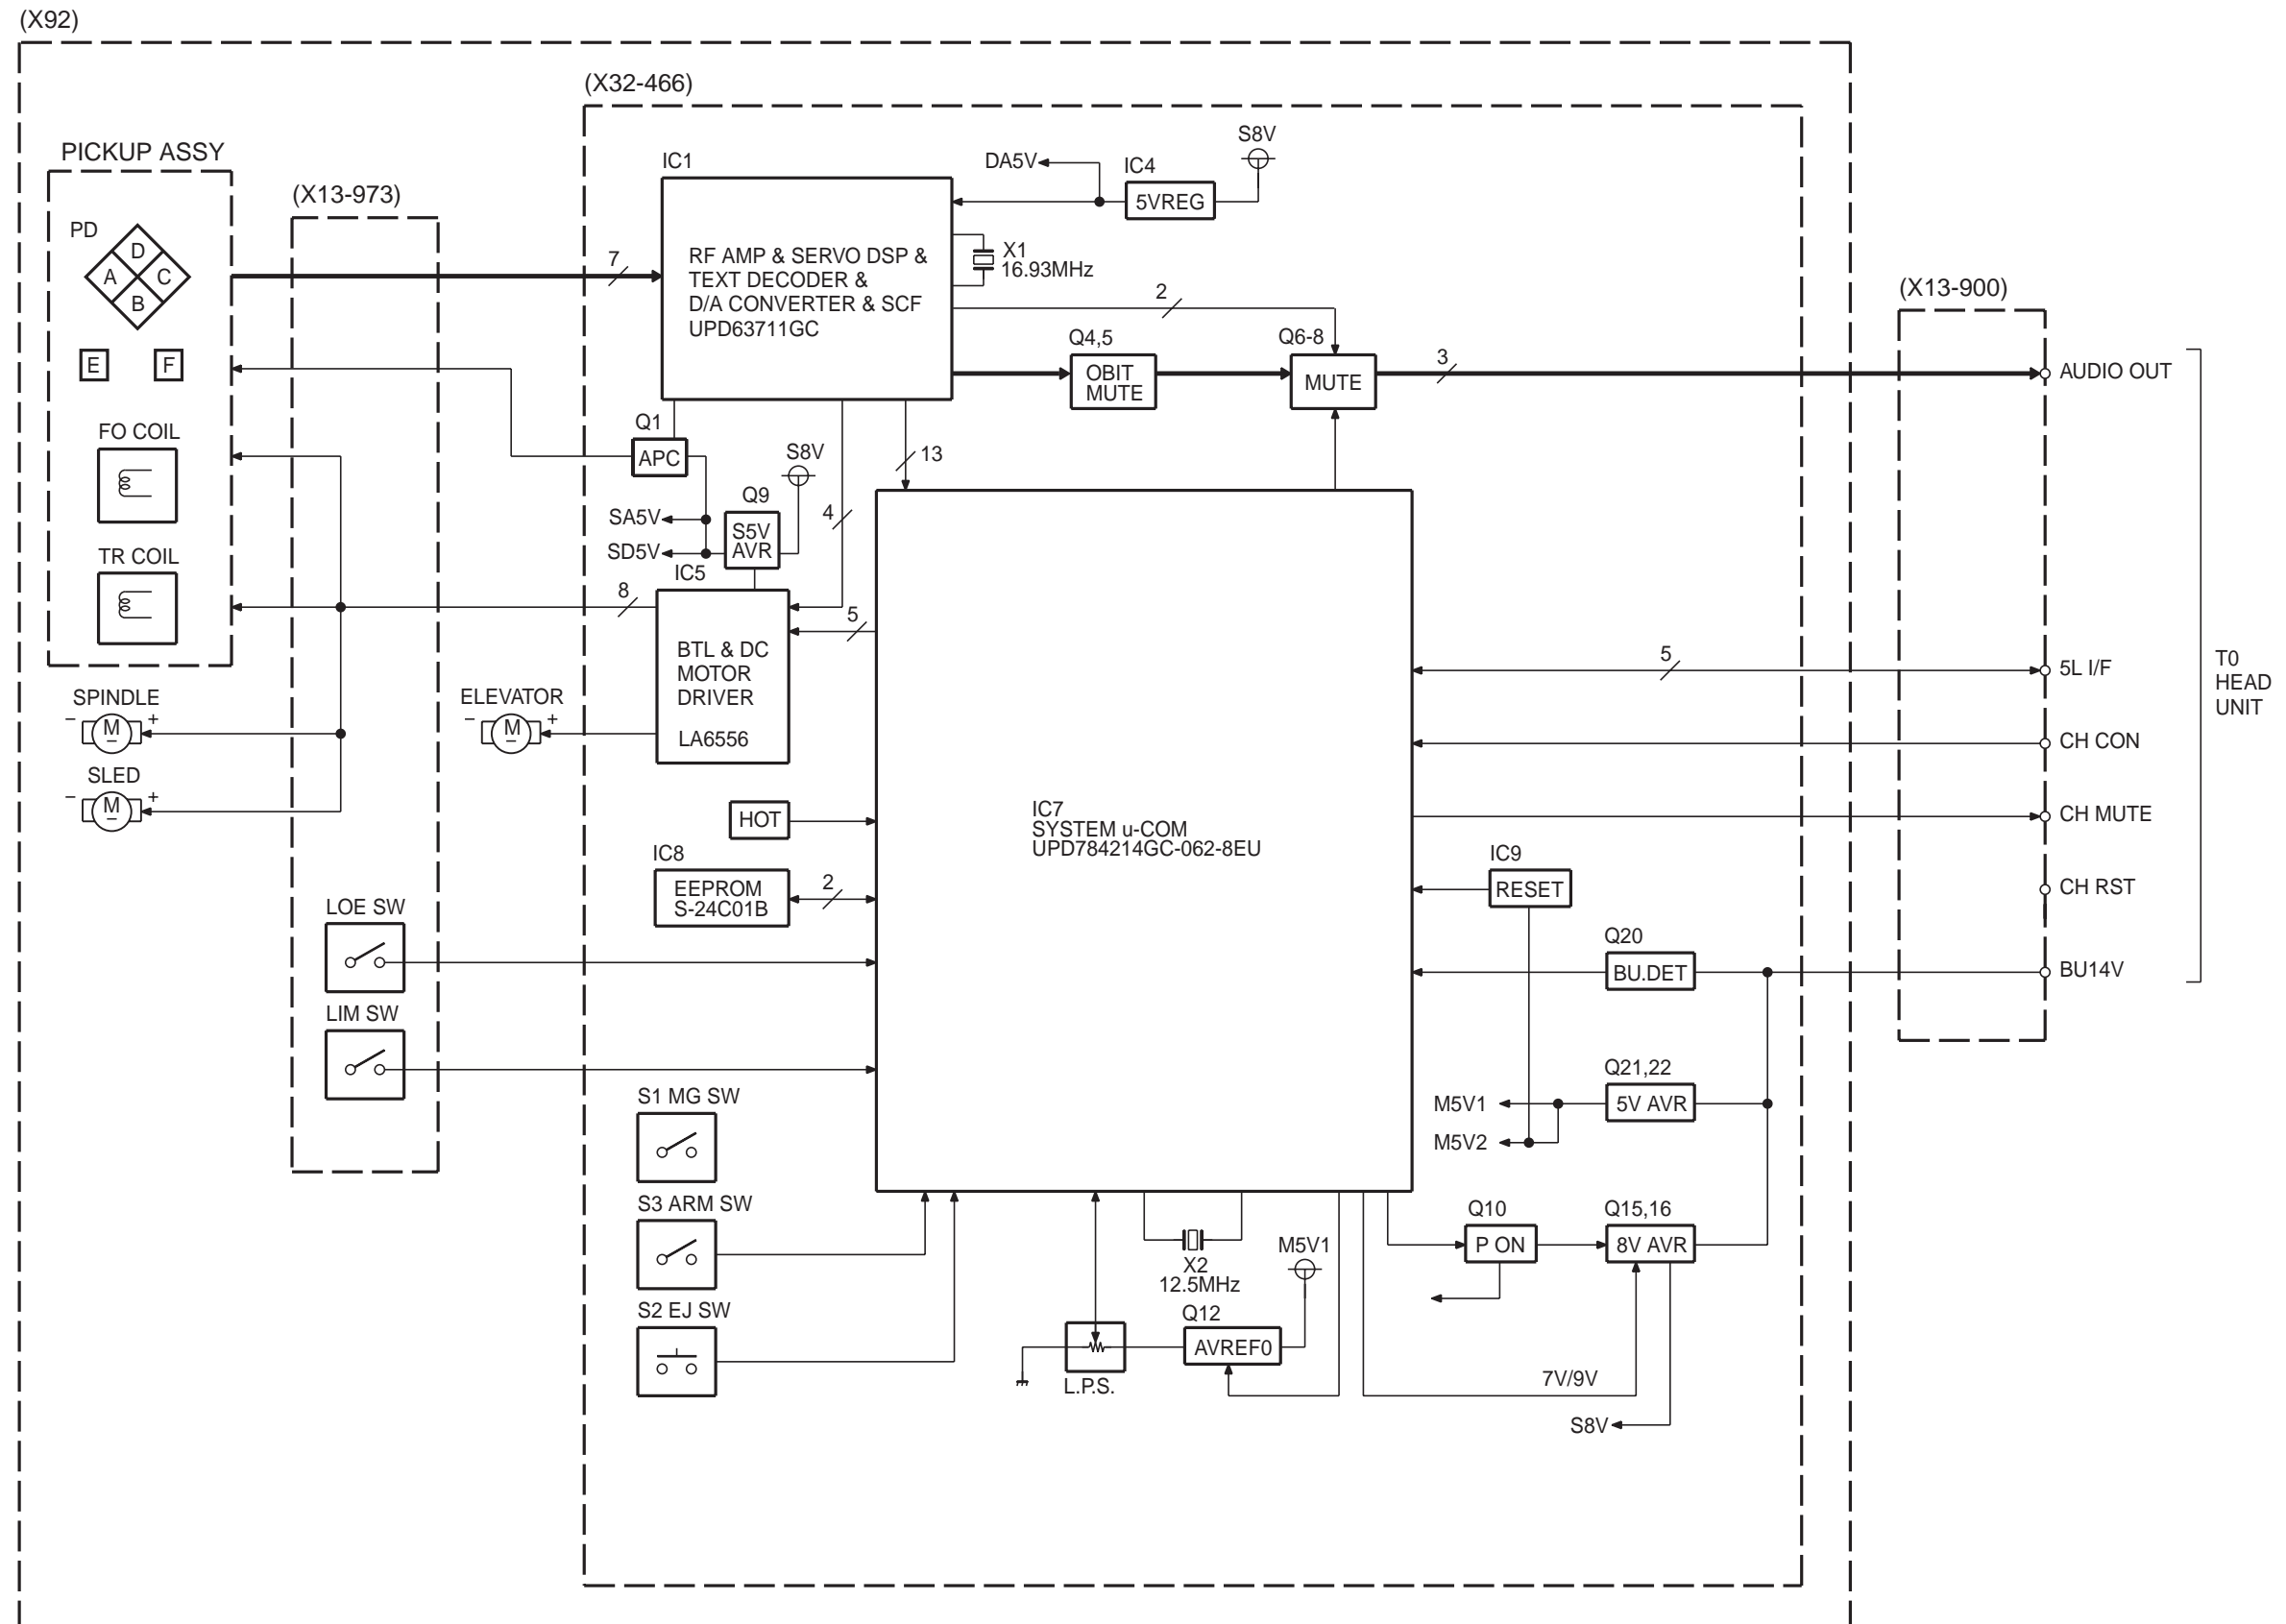 (X92)
(X32-466)
PICKUP ASSY
(X13-973)
PD
D
A
C
B
E
F
FO COIL
TR COIL
7
IC1
RF AMP & SERVO DSP &
TEXT DECODER &
D/A CONVERTER & SCF
UPD63711GC
DA5V
IC4
5VREG
S8V
X1
16.93MHz
2
Q4,5
OBIT
MUTE
Q6-8
MUTE
3
(X13-900)
AUDIO OUT
Q1
APC
S8V
13
Q9
S5V
AVR
SA5V
SD5V
4
IC5
8
5
BTL & DC
MOTOR
DRIVER
LA6556
SPINDLE
− M +
−
SLED
− M +
−
ELEVATOR
− M +
−
HOT
IC8
EEPROM
S-24C01B
2
IC7
SYSTEM u-COM
UPD784214GC-062-8EU
5
5L I/F
CH CON
CH MUTE
CH RST
BU14V
T0
HEAD
UNIT
IC9
RESET
Q20
BU.DET
LOE SW
LIM SW
S1 MG SW
S3 ARM SW
S2 EJ SW
Q21,22
5V AVR
M5V1
M5V2
Q10
P ON
Q15,16
8V AVR
X2
12.5MHz
M5V1
Q12
AVREF0
L.P.S.
7V/9V
S8V